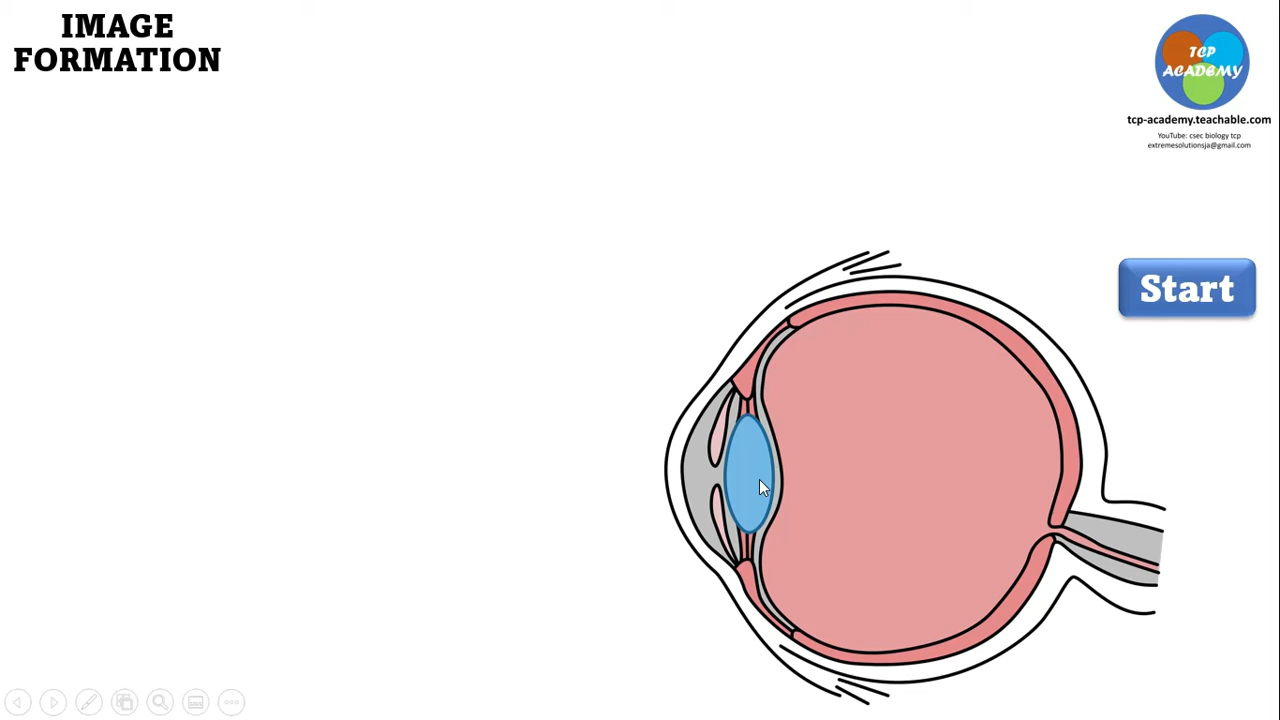 IMAGE
FORMATION
TCP
ACADEMY
tcp-academy.teachable.com
YouTube: csec biology tcp
extremesolutionsja@gmail.com
Start